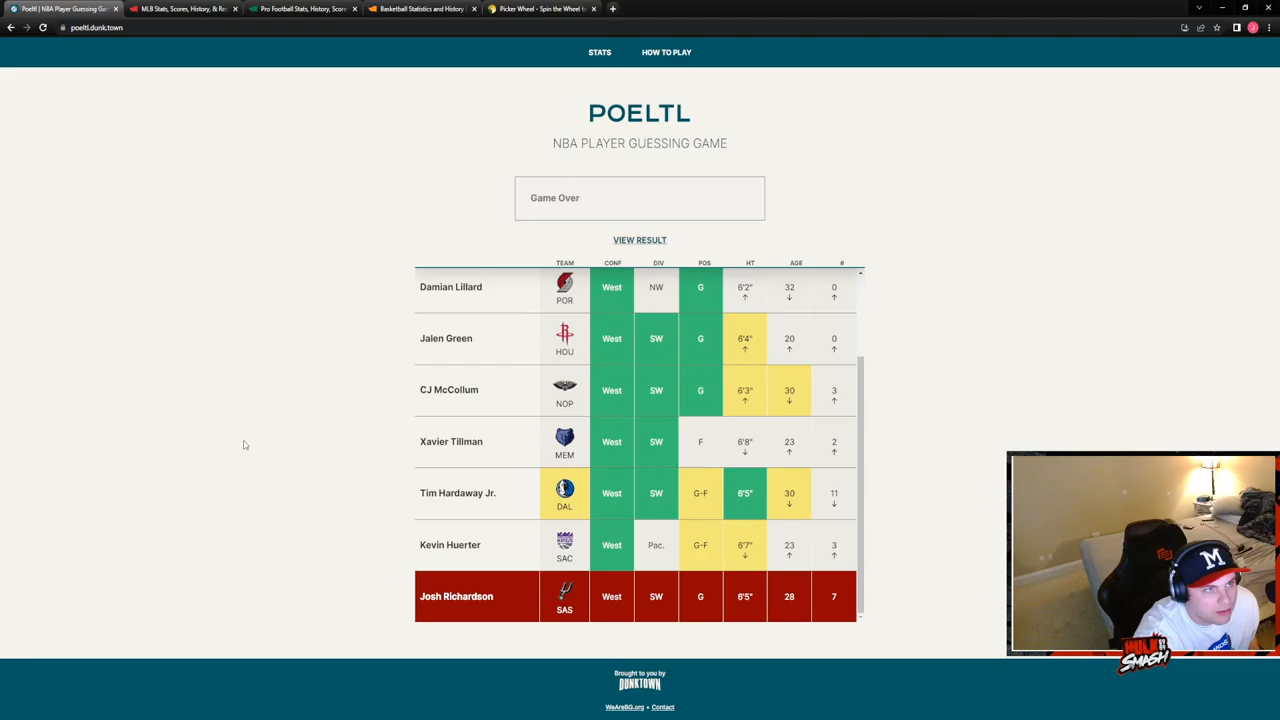 Poeltl | NBA Player Guessing Gam
MLB Stats, Scores, History, & Re
Pro Football Stats, History, Score
Basketball Statistics and History
Picker Wheel - Spin the Wheel t
poeltl.dunk.town
J
STATS
HOW TO PLAY
POELTL
NBA PLAYER GUESSING GAME
Game Over
VIEW RESULT
TEAM CONF DIV POS HT AGE #
Damian Lillard POR West NW G 6'2" ↑ 32 ↓ 0 ↑
Jalen Green HOU West SW G 6'4" ↑ 20 ↑ 0 ↑
CJ McCollum NOP West SW G 6'3" ↑ 30 ↓ 3 ↑
Xavier Tillman MEM West SW F 6'8" ↓ 23 ↑ 2 ↑
Tim Hardaway Jr. DAL West SW G-F 6'5" 30 ↓ 11 ↓
Kevin Huerter SAC West Pac. G-F 6'7" ↓ 23 ↑ 3 ↑
Josh Richardson SAS West SW G 6'5" 28 7
M
HULK
SMASH
Brought to you by
DUNKTOWN
WeAreBG.org • Contact